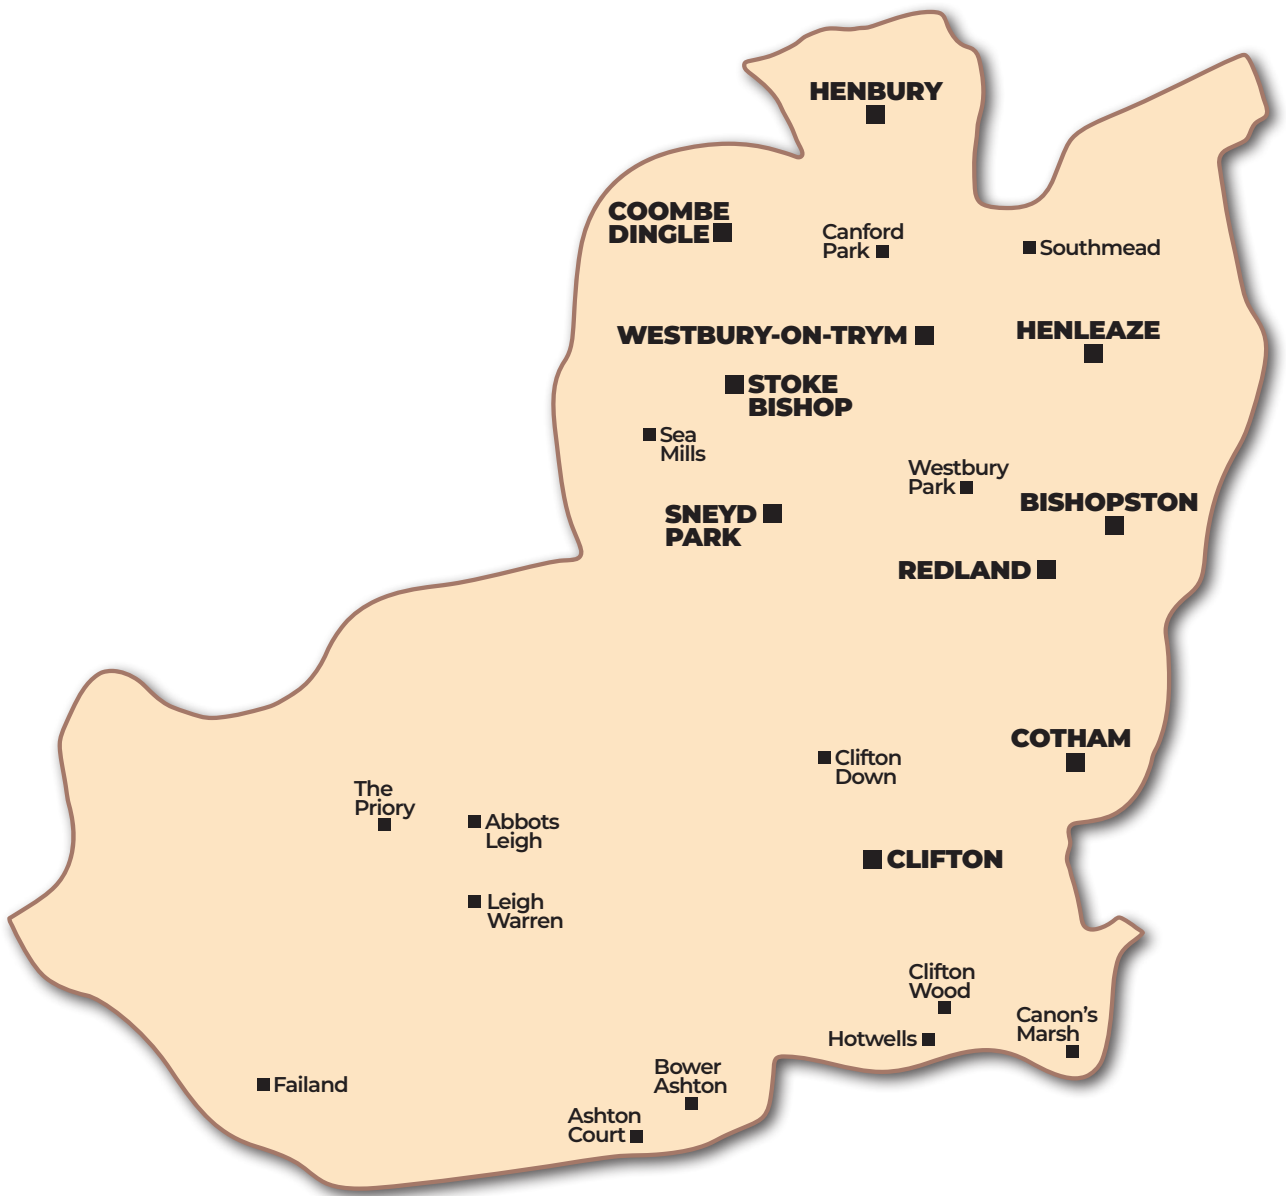 HENBURY
COOMBE
DINGLE
Canford
Park
Southmead
WESTBURY-ON-TRYM
HENLEAZE
STOKE
BISHOP
Sea
Mills
Westbury
Park
BISHOPSTON
SNEYD
PARK
REDLAND
COTHAM
Clifton
Down
The
Priory
Abbots
Leigh
CLIFTON
Leigh
Warren
Clifton
Wood
Canon's
Marsh
Hotwells
Bower
Ashton
Failand
Ashton
Court